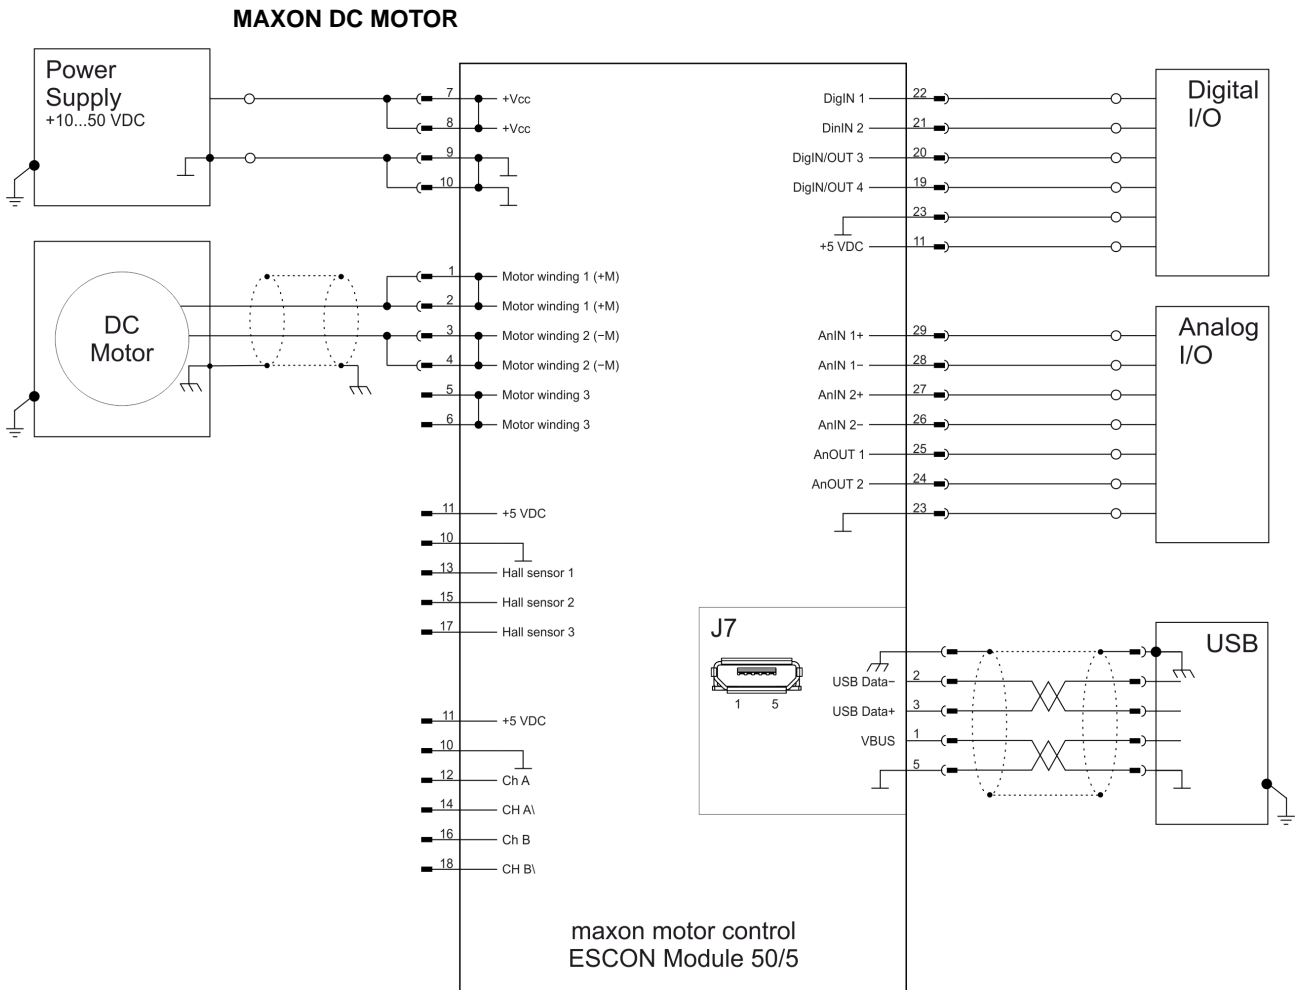 MAXON DC MOTOR
Power
Supply
+10...50 VDC
7 +Vcc
8 +Vcc
9
10
DC
Motor
1 Motor winding 1 (+M)
2 Motor winding 1 (+M)
3 Motor winding 2 (−M)
4 Motor winding 2 (−M)
5 Motor winding 3
6 Motor winding 3
11 +5 VDC
10
13 Hall sensor 1
15 Hall sensor 2
17 Hall sensor 3
11 +5 VDC
10
12 Ch A
14 CH A\
16 Ch B
18 CH B\
DigIN 1 22
DinIN 2 21
DigIN/OUT 3 20
DigIN/OUT 4 19
23
+5 VDC 11
Digital
I/O
AnIN 1+ 29
AnIN 1− 28
AnIN 2+ 27
AnIN 2− 26
AnOUT 1 25
AnOUT 2 24
23
Analog
I/O
J7
1 5
USB Data− 2
USB Data+ 3
VBUS 1
5
USB
maxon motor control
ESCON Module 50/5